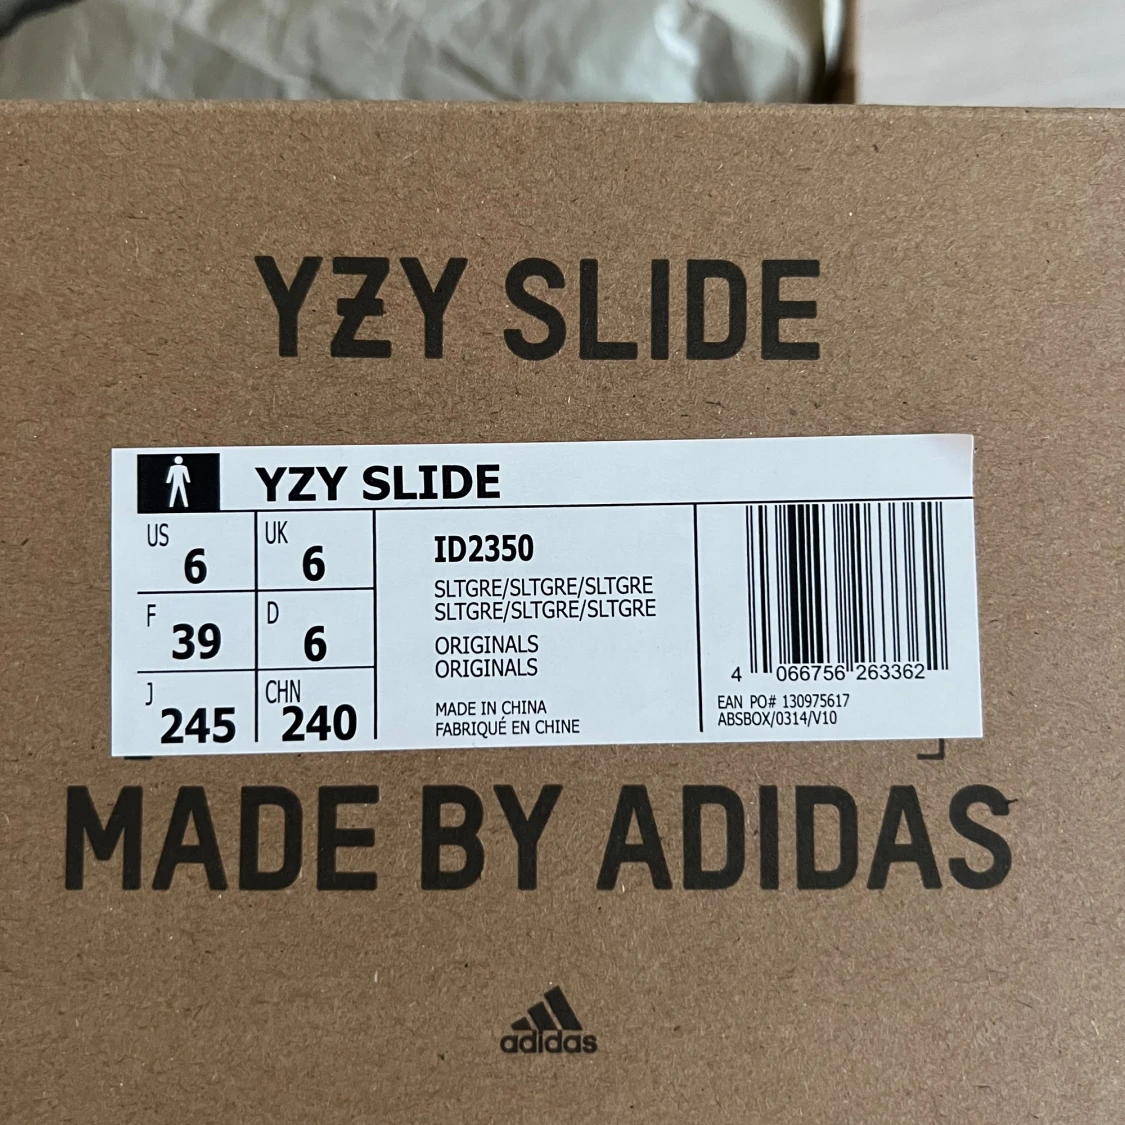 YZY SLIDE
YZY SLIDE
US 6
UK 6
F 39
D 6
J 245
CHN 240
ID2350
SLTGRE/SLTGRE/SLTGRE
SLTGRE/SLTGRE/SLTGRE
ORIGINALS
ORIGINALS
MADE IN CHINA
FABRIQUÉ EN CHINE
4 066756 263362
EAN PO# 130975617
ABSBOX/0314/V10
MADE BY ADIDAS
adidas